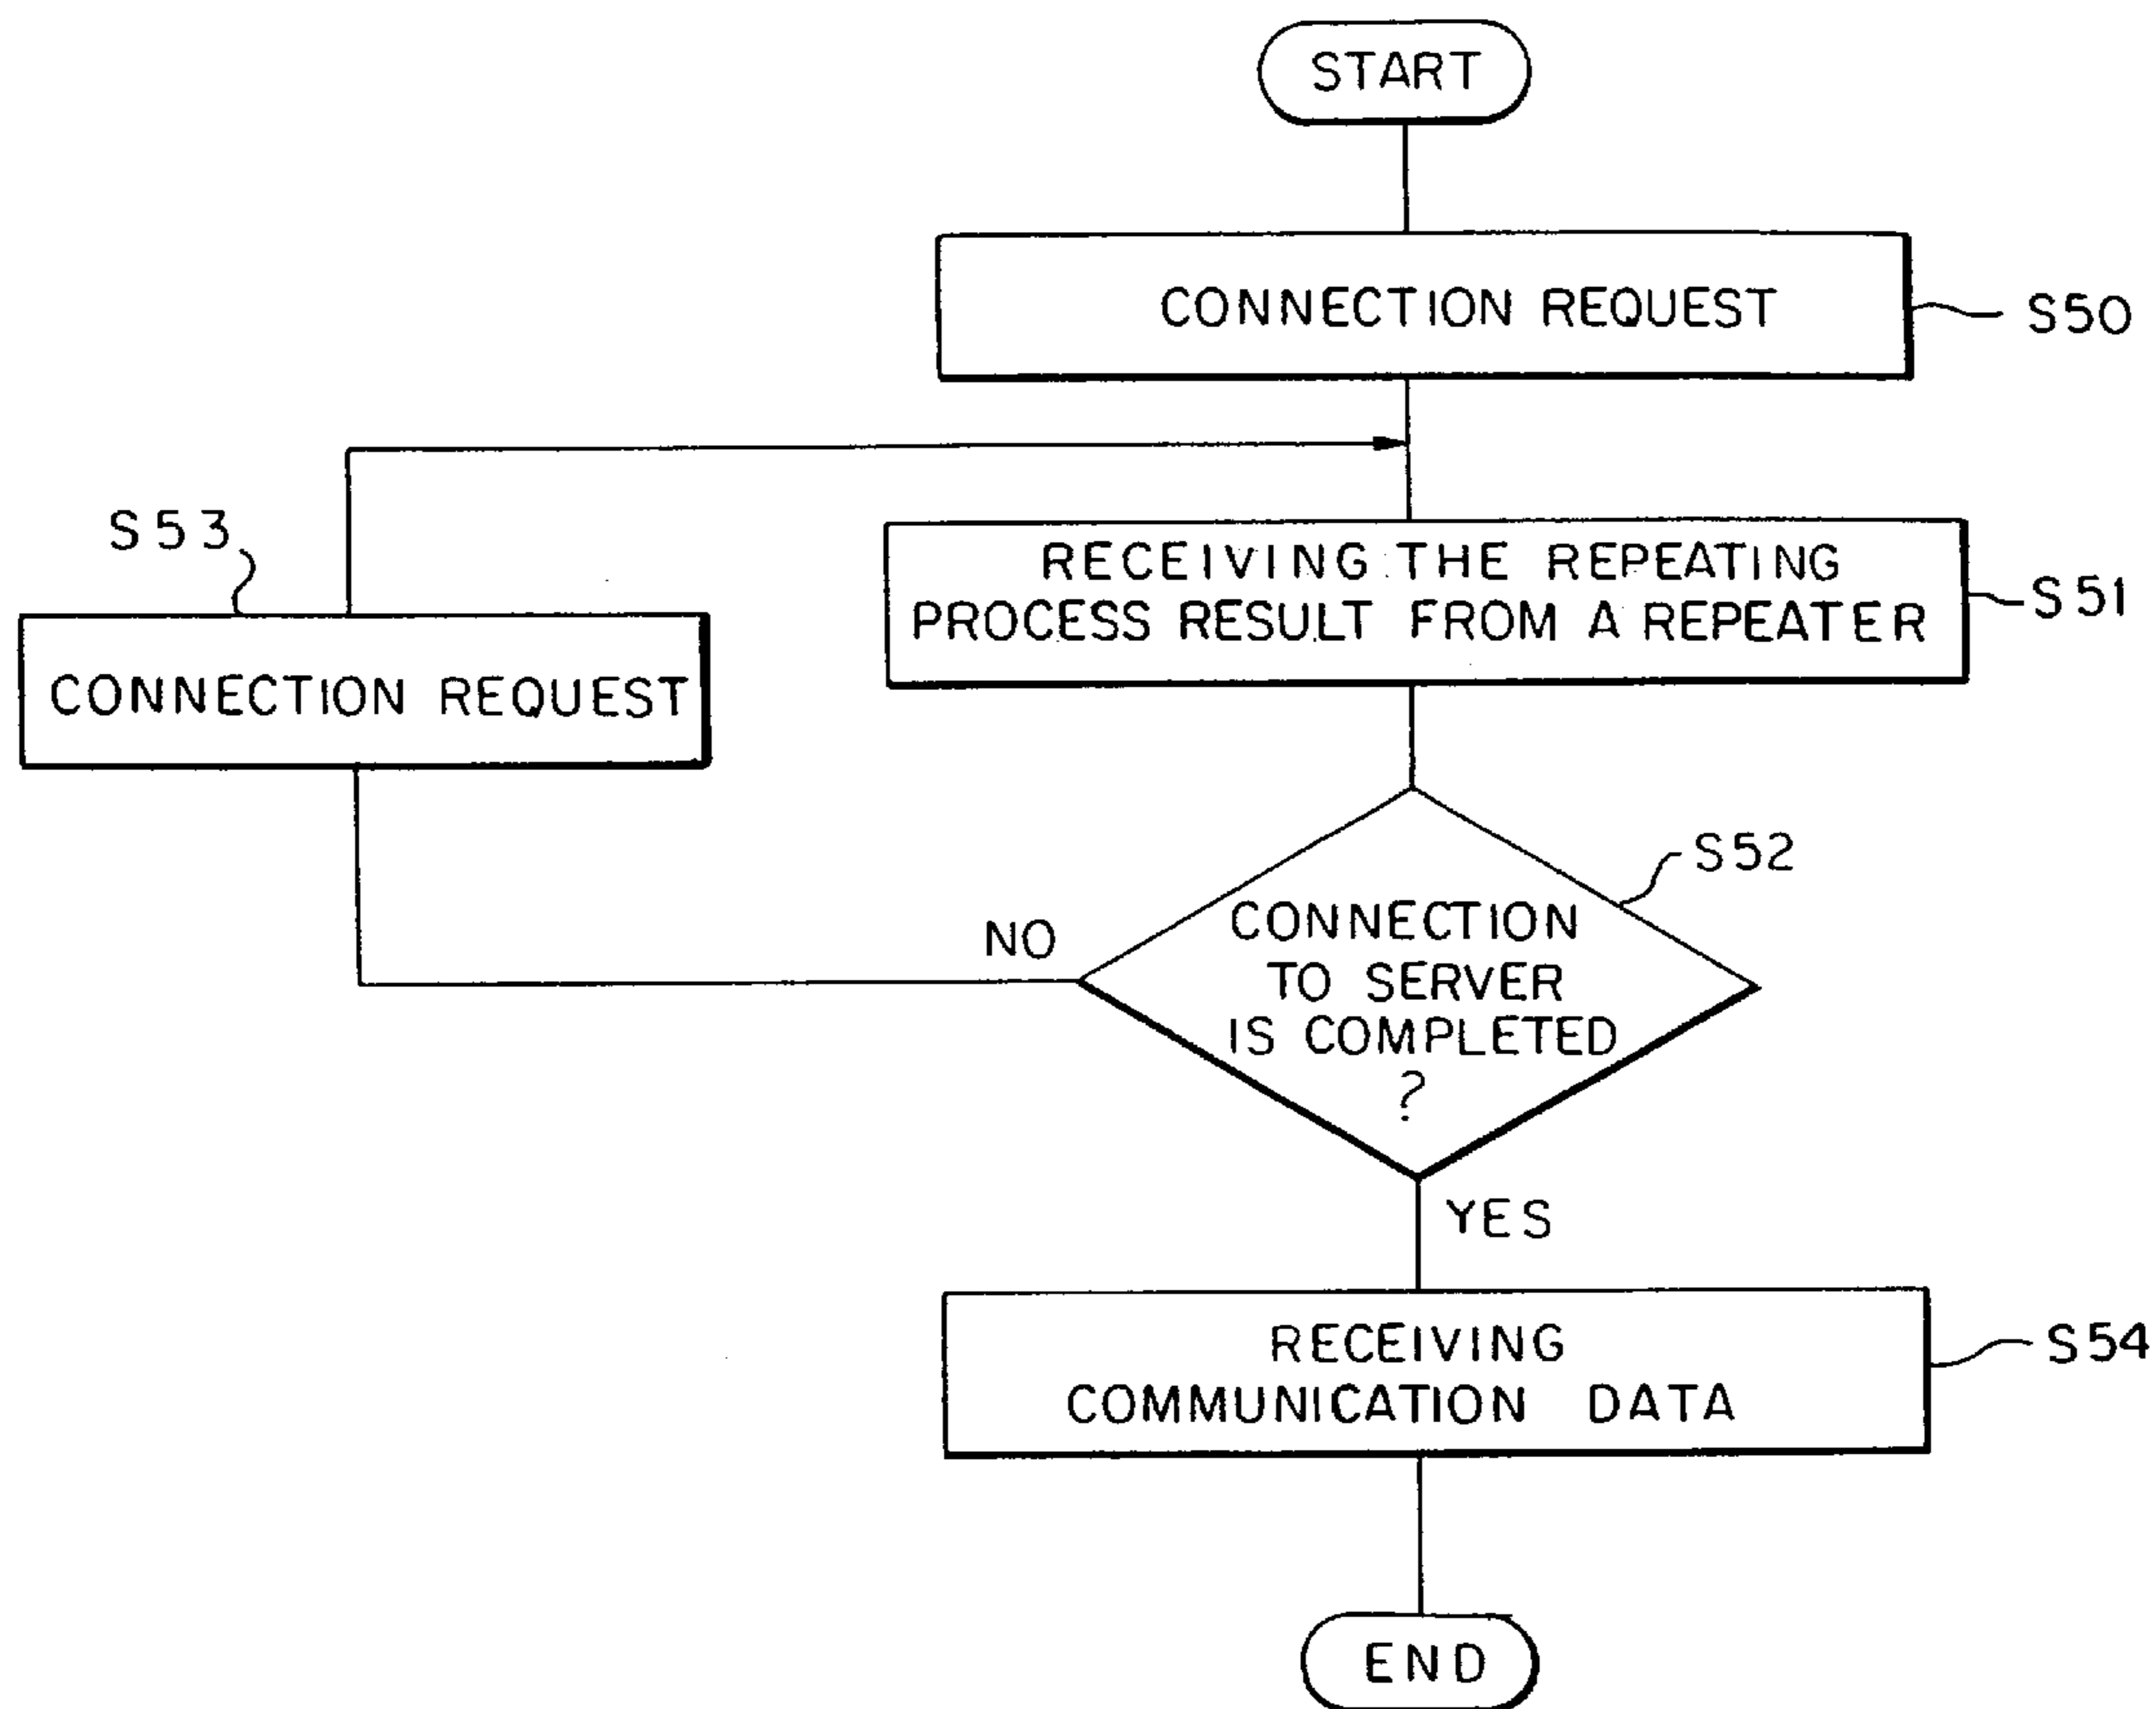 START
CONNECTION REQUEST
S50
S53
RECEIVING THE REPEATING
PROCESS RESULT FROM A REPEATER
S51
CONNECTION REQUEST
S52
NO
CONNECTION
TO SERVER
IS COMPLETED
?
YES
RECEIVING
COMMUNICATION DATA
S54
END